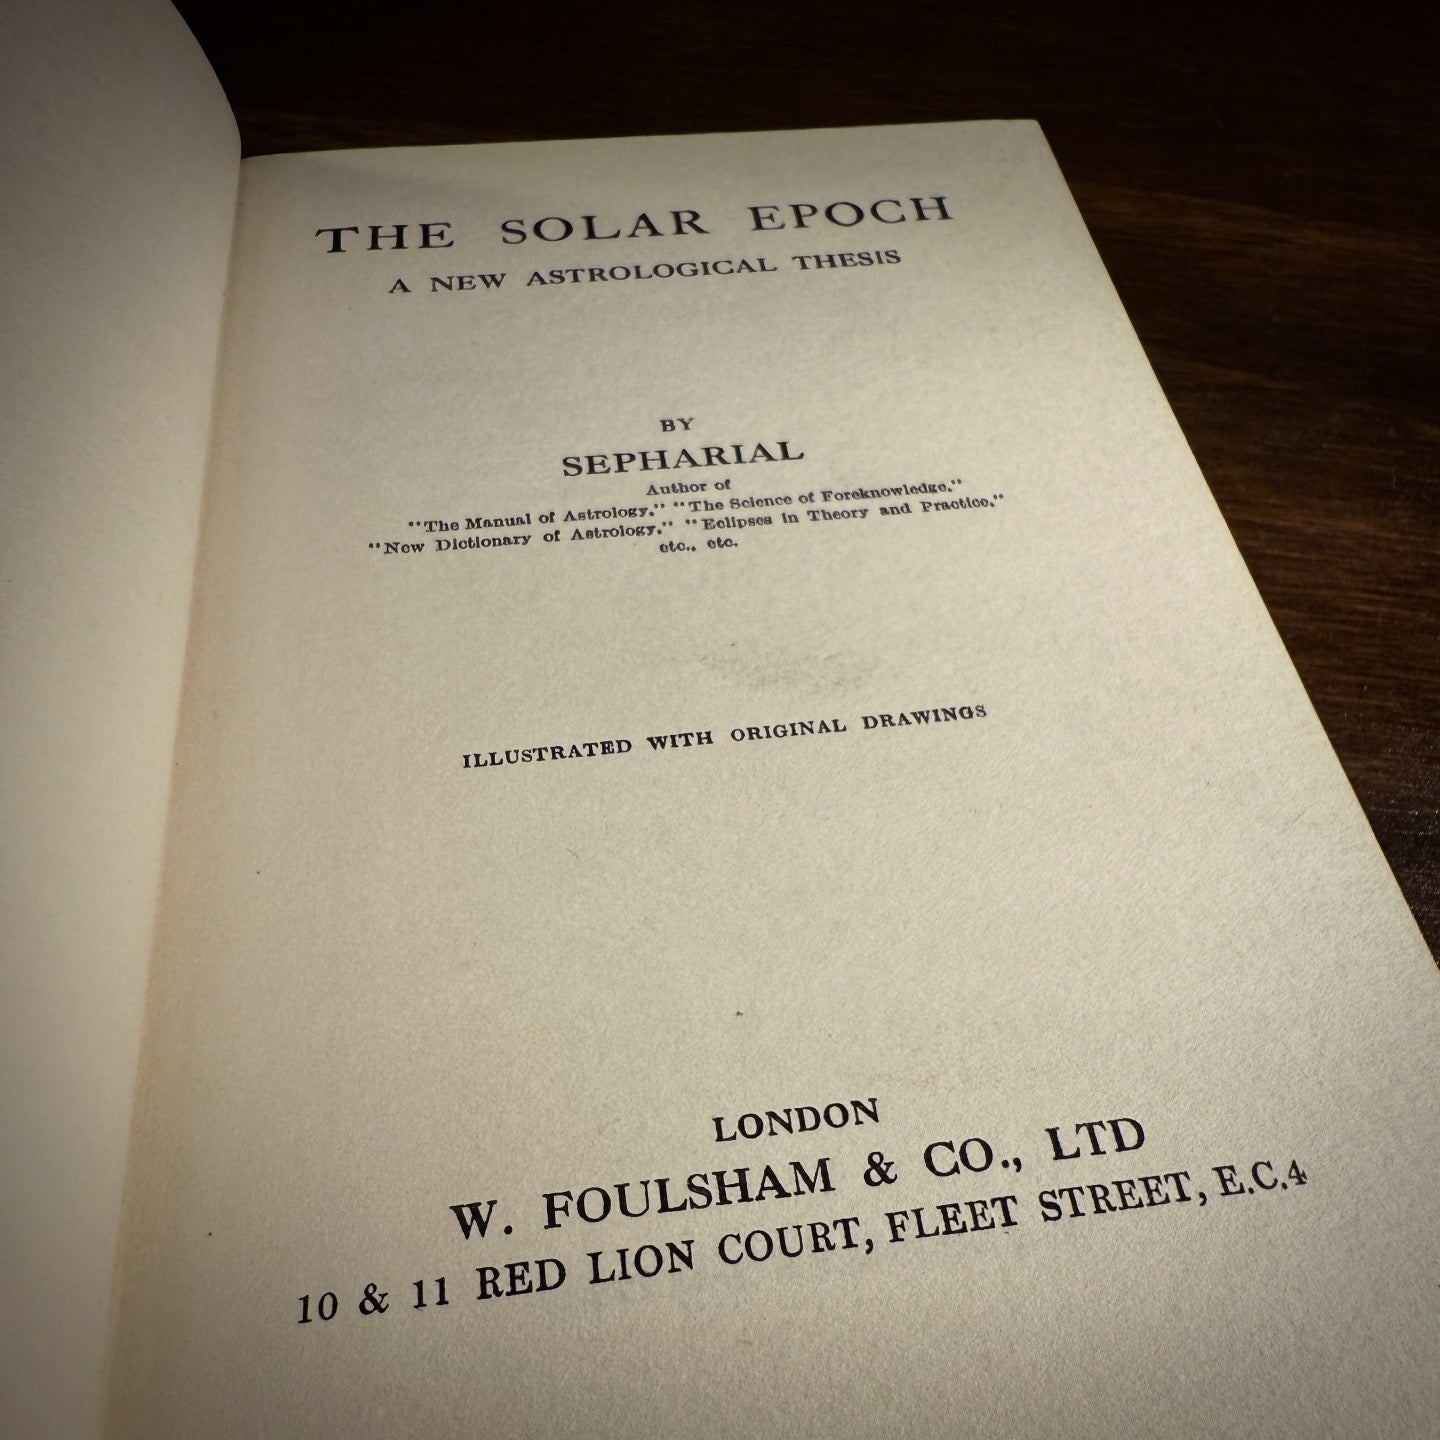 THE SOLAR EPOCH
A NEW ASTROLOGICAL THESIS
BY
SEPHARIAL
Author of
"The Manual of Astrology," "The Science of Foreknowledge,"
"New Dictionary of Astrology," "Eclipses in Theory and Practice,"
etc., etc.
ILLUSTRATED WITH ORIGINAL DRAWINGS
LONDON
W. FOULSHAM & CO., LTD
10 & 11 RED LION COURT, FLEET STREET, E.C.4